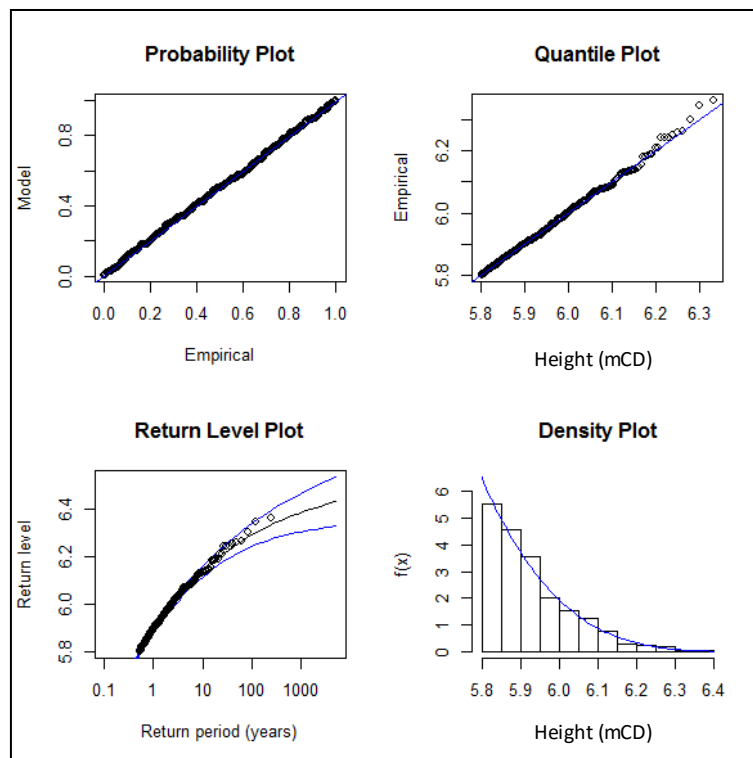 Probability Plot
Model
0.0 0.4 0.8
0.0 0.2 0.4 0.6 0.8 1.0
Empirical
Quantile Plot
Empirical
5.8 6.0 6.2
5.8 5.9 6.0 6.1 6.2 6.3
Height (mCD)
Return Level Plot
Return level
5.8 6.0 6.2 6.4
0.1 1 10 100 1000
Return period (years)
Density Plot
f(x)
0 1 2 3 4 5 6
5.8 5.9 6.0 6.1 6.2 6.3 6.4
Height (mCD)